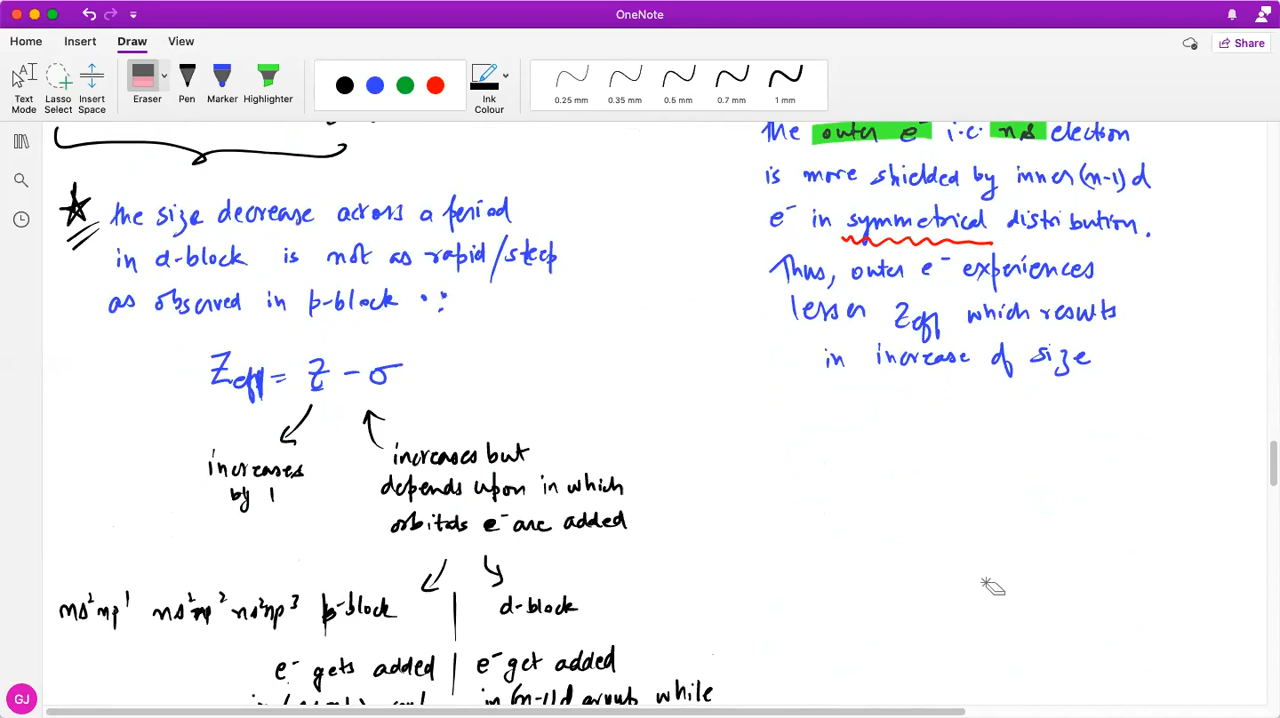 OneNote
Home Insert Draw View
Share
Text Mode
Lasso Select
Insert Space
Eraser
Pen
Marker
Highlighter
Ink Colour
0.25 mm
0.35 mm
0.5 mm
0.7 mm
1 mm
the size decrease across a period
in d-block is not as rapid/steep
as observed in p-block ∵
Zeff = Z - σ
increases
by 1
increases but
depends upon in which
orbitals e⁻ are added
ns²np¹ ns²np² ns²np³ p-block
d-block
e⁻ gets added
e⁻ get added
in (n-1)d group while
the outer e⁻ i.e. ns electron
is more shielded by inner (n-1)d
e⁻ in symmetrical distribution.
Thus, outer e⁻ experiences
lesser Zeff which results
in increase of size
GJ